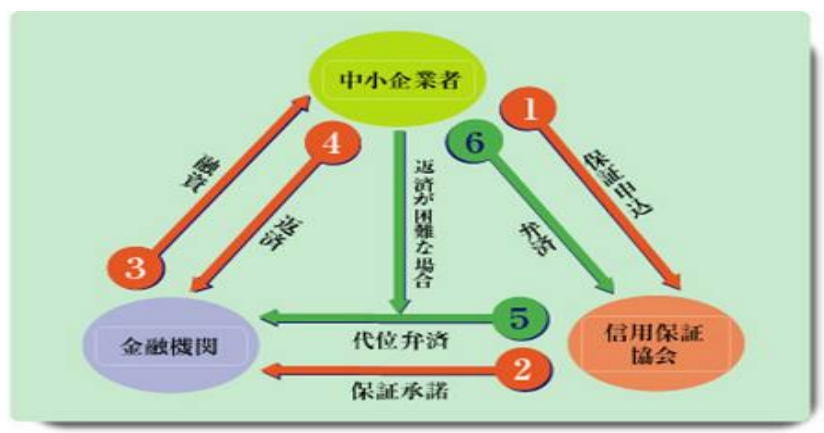 中小企業者
1
6
4
保証申込
融資
返済
返済が困難な場合
弁済
3
金融機関
5
代位弁済
信用保証
協会
2
保証承諾